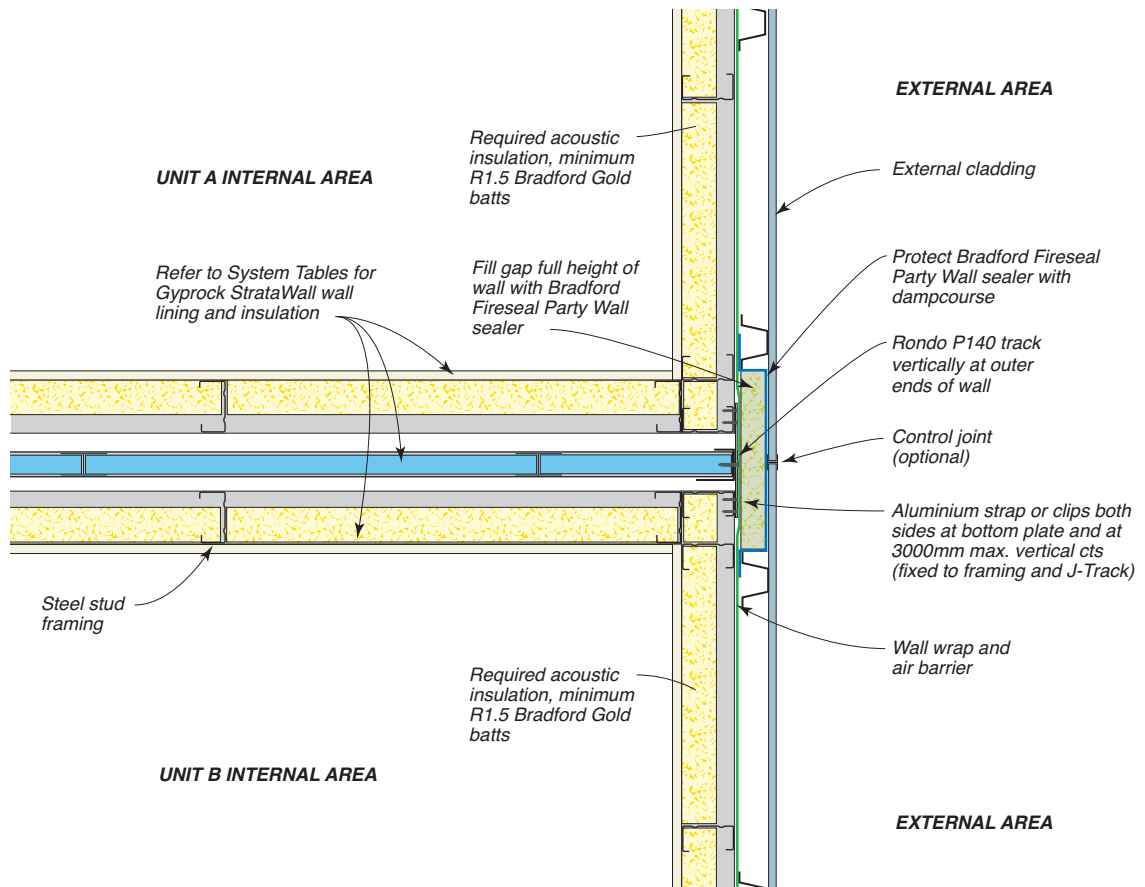 EXTERNAL AREA
Required acoustic
insulation, minimum
R1.5 Bradford Gold
batts
UNIT A INTERNAL AREA
External cladding
Refer to System Tables for
Gyprock StrataWall wall
lining and insulation
Fill gap full height of
wall with Bradford
Fireseal Party Wall
sealer
Protect Bradford Fireseal
Party Wall sealer with
dampcourse
Rondo P140 track
vertically at outer
ends of wall
Control joint
(optional)
Aluminium strap or clips both
sides at bottom plate and at
3000mm max. vertical cts
(fixed to framing and J-Track)
Steel stud
framing
Wall wrap and
air barrier
Required acoustic
insulation, minimum
R1.5 Bradford Gold
batts
UNIT B INTERNAL AREA
EXTERNAL AREA